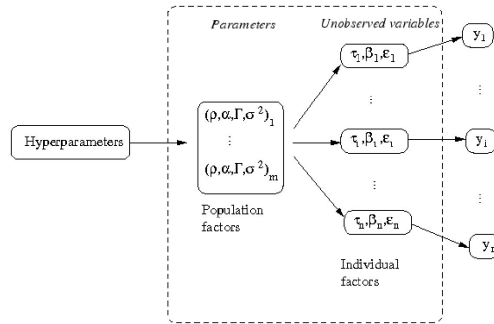 Parameters
Unobserved variables
Hyperparameters
(ρ,α,Γ,σ²)₁
⋮
(ρ,α,Γ,σ²)ₘ
Population
factors
τ₁,β₁,ε₁
⋮
τᵢ,βᵢ,εᵢ
⋮
τₙ,βₙ,εₙ
Individual
factors
y₁
⋮
yᵢ
⋮
yₙ